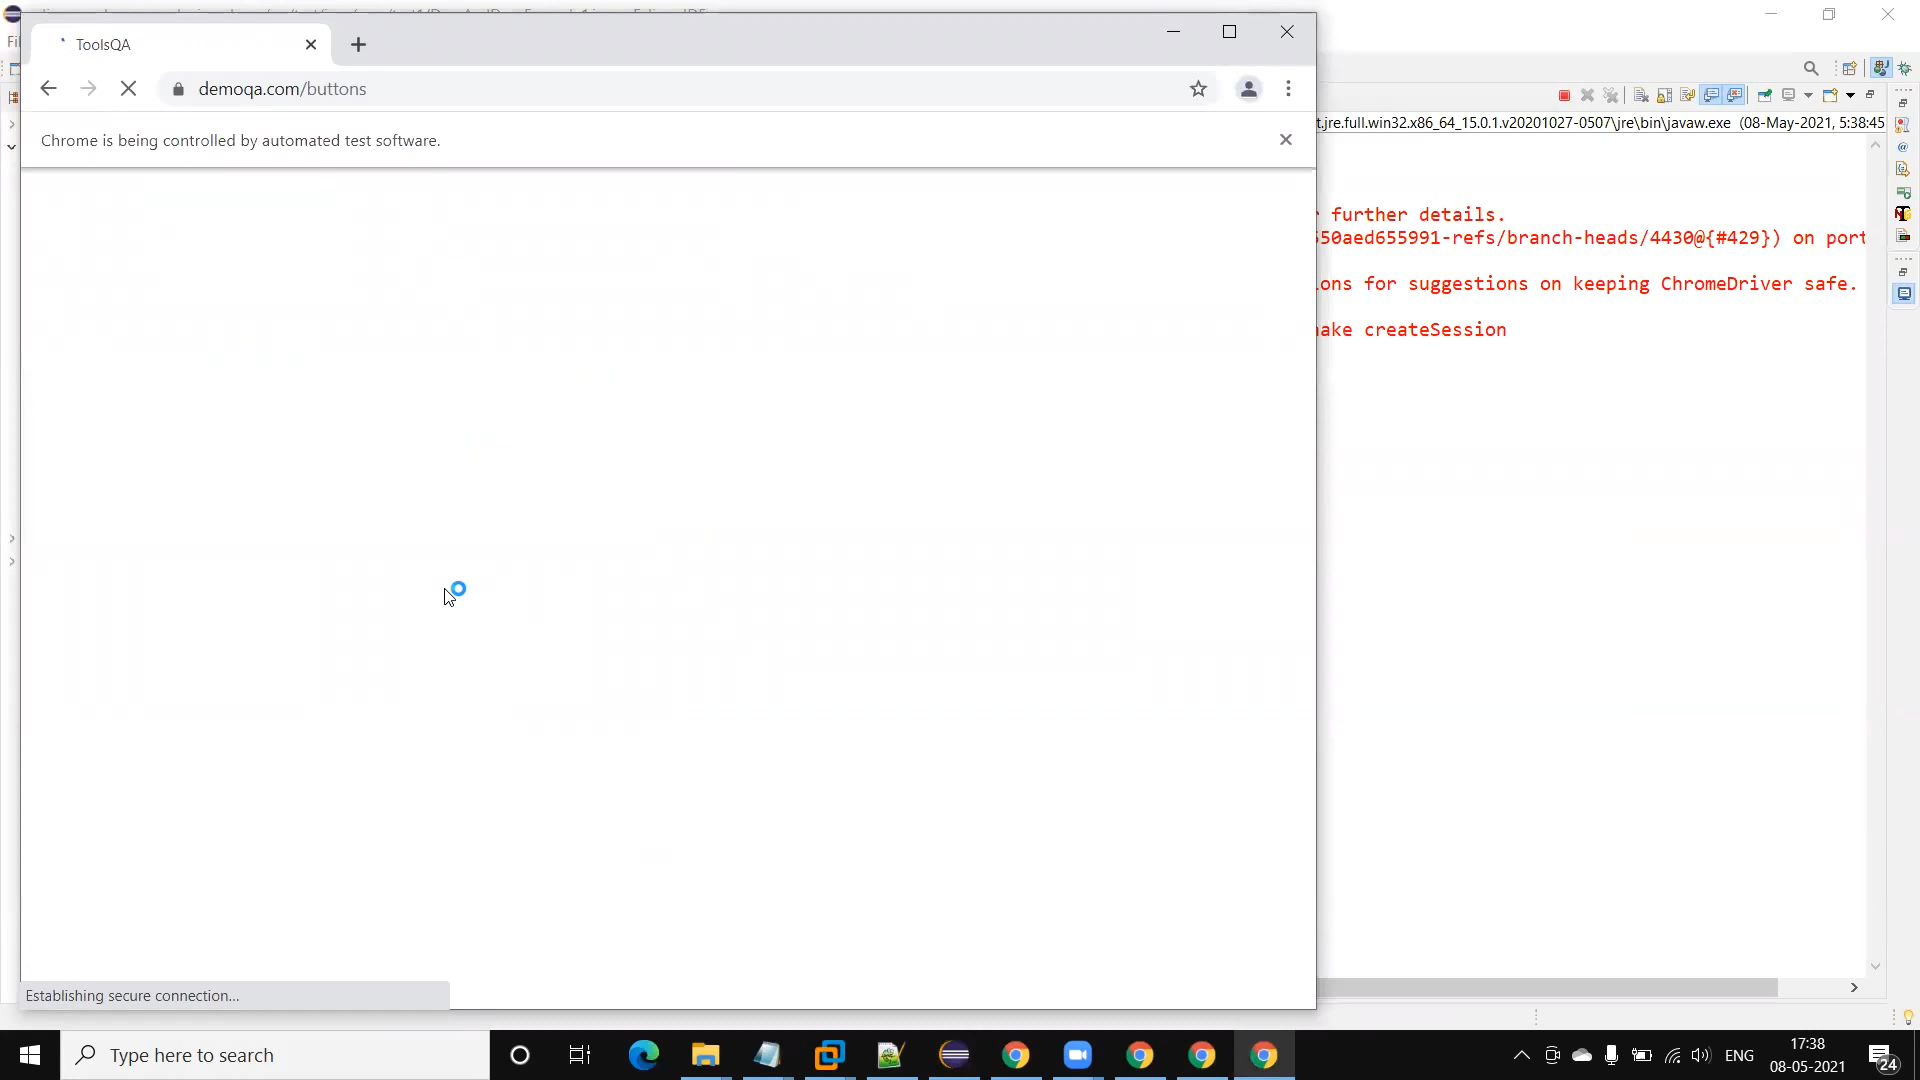 ToolsQA
demoqa.com/buttons
Chrome is being controlled by automated test software.
t.jre.full.win32.x86_64_15.0.1.v20201027-0507\jre\bin\javaw.exe (08-May-2021, 5:38:45
further details.
50aed655991-refs/branch-heads/4430@{#429}) on port
ons for suggestions on keeping ChromeDriver safe.
make createSession
Establishing secure connection...
Type here to search
ENG
17:38
08-05-2021
24